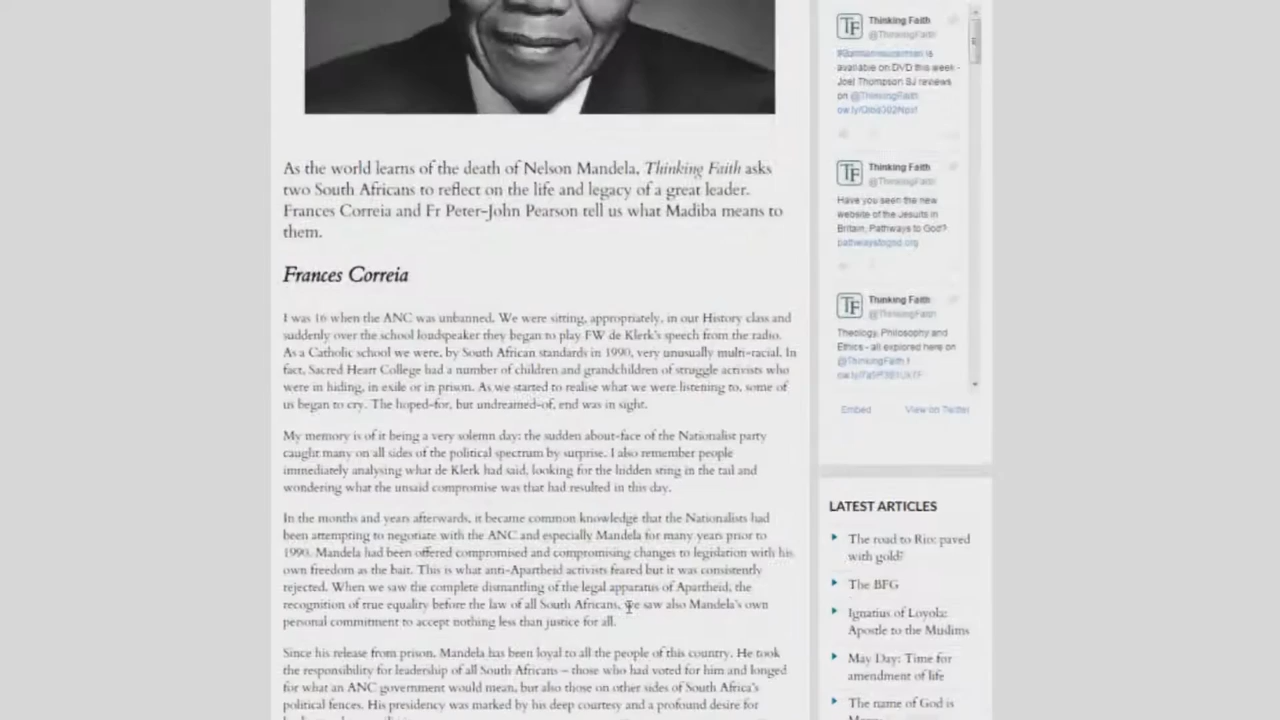 As the world learns of the death of Nelson Mandela, Thinking Faith asks
two South Africans to reflect on the life and legacy of a great leader.
Frances Correia and Fr Peter-John Pearson tell us what Madiba means to
them.
Frances Correia
I was 16 when the ANC was unbanned. We were sitting, appropriately, in our History class and
suddenly over the school loudspeaker they began to play FW de Klerk's speech from the radio.
As a Catholic school we were, by South African standards in 1990, very unusually multi-racial. In
fact, Sacred Heart College had a number of children and grandchildren of struggle activists who
were in hiding, in exile or in prison. As we started to realise what we were listening to, some of
us began to cry. The hoped-for, but undreamed-of, end was in sight.
My memory is of it being a very solemn day: the sudden about-face of the Nationalist party
caught many on all sides of the political spectrum by surprise. I also remember people
immediately analysing what de Klerk had said, looking for the hidden sting in the tail and
wondering what the unsaid compromise was that had resulted in this day.
In the months and years afterwards, it became common knowledge that the Nationalists had
been attempting to negotiate with the ANC and especially Mandela for many years prior to
1990. Mandela had been offered compromised and compromising changes to legislation with his
own freedom as the bait. This is what anti-Apartheid activists feared but it was consistently
rejected. When we saw the complete dismantling of the legal apparatus of Apartheid, the
recognition of true equality before the law of all South Africans, we saw also Mandela's own
personal commitment to accept nothing less than justice for all.
Since his release from prison, Mandela has been loyal to all the people of this country. He took
the responsibility for leadership of all South Africans – those who had voted for him and longed
for what an ANC government would mean, but also those on other sides of South Africa's
political fences. His presidency was marked by his deep courtesy and a profound desire for
TF
Thinking Faith
@ThinkingFaith
is
available on DVD this week -
Joel Thompson SJ reviews
on @ThinkingFaith
TF
Thinking Faith
@ThinkingFaith
Have you seen the new
website of the Jesuits in
Britain, Pathways to God?
pathwaystogod.org
TF
Thinking Faith
@ThinkingFaith
Theology, Philosophy and
Ethics - all explored here on
@ThinkingFaith !
Embed
View on Twitter
LATEST ARTICLES
The road to Rio: paved
with gold?
The BFG
Ignatius of Loyola:
Apostle to the Muslims
May Day: Time for
amendment of life
The name of God is